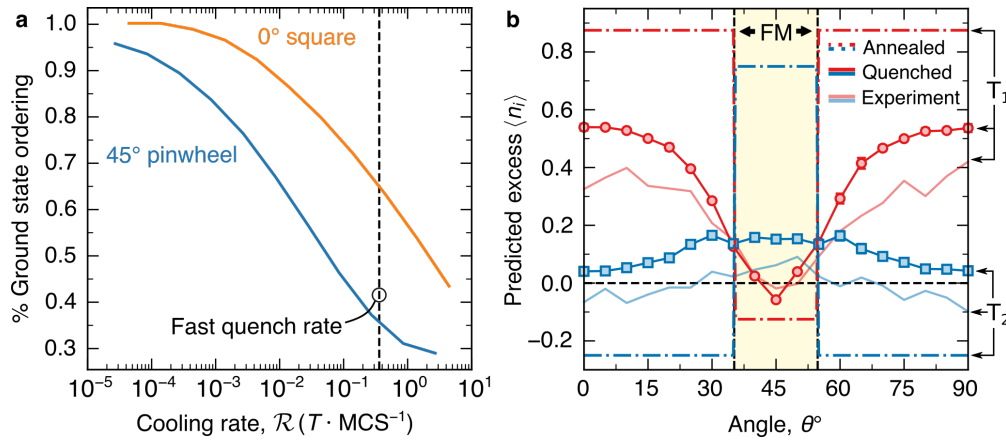 a
% Ground state ordering
1.0
0.9
0.8
0.7
0.6
0.5
0.4
0.3
0° square
45° pinwheel
Fast quench rate
10⁻⁵ 10⁻⁴ 10⁻³ 10⁻² 10⁻¹ 10⁰ 10¹
Cooling rate, ℛ (T · MCS⁻¹)
b
Predicted excess ⟨nᵢ⟩
0.8
0.6
0.4
0.2
0.0
−0.2
FM
Annealed
Quenched
Experiment
T₁
T₂
0 15 30 45 60 75 90
Angle, θ°